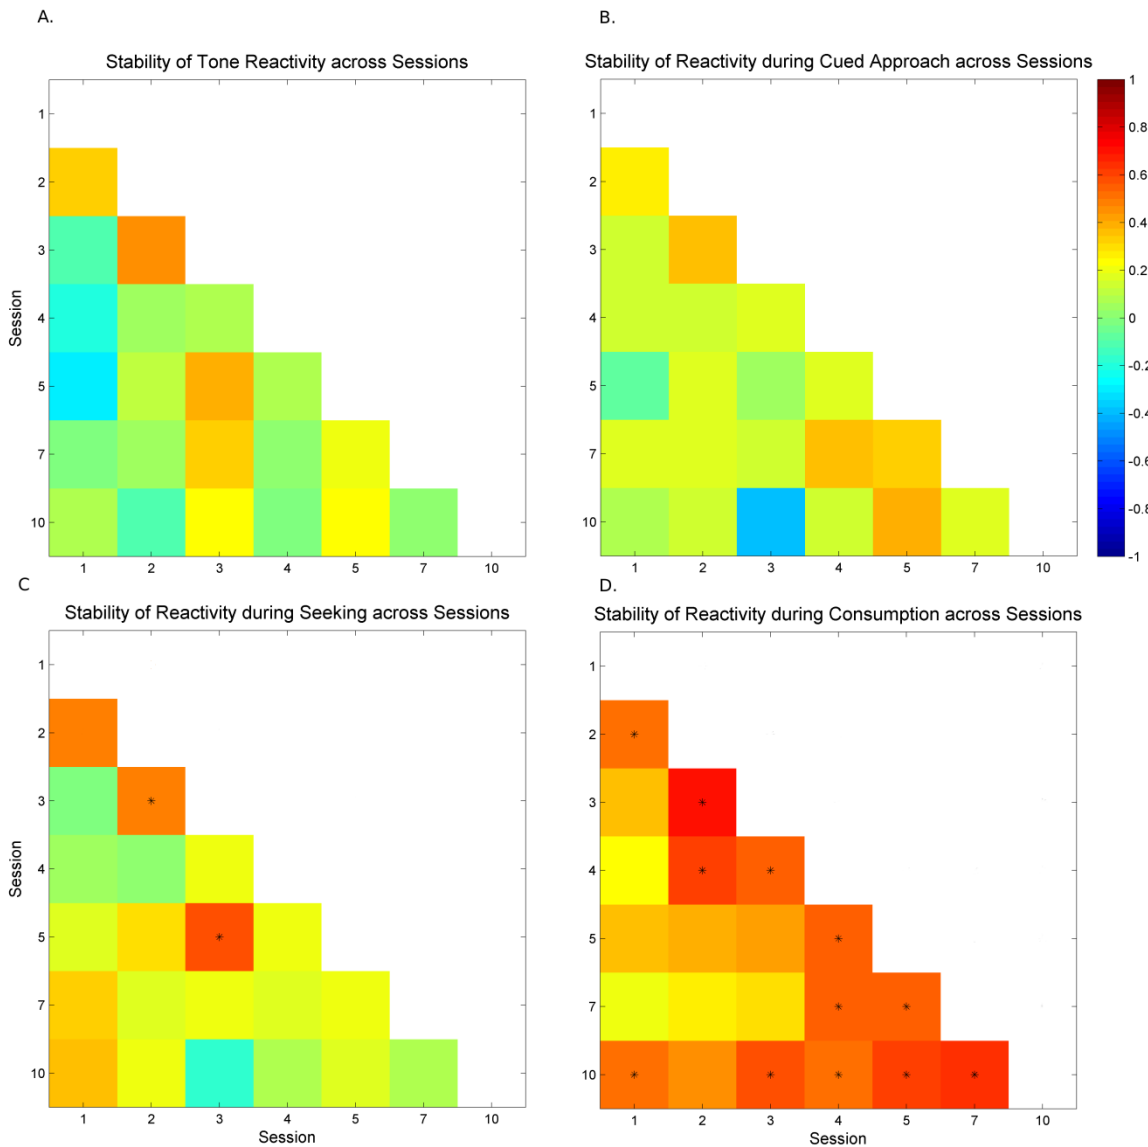 A.
B.
Stability of Tone Reactivity across Sessions
Stability of Reactivity during Cued Approach across Sessions
1
2
3
4
5
7
10
Session
1 2 3 4 5 7 10
1
2
3
4
5
7
10
1 2 3 4 5 7 10
1
0.8
0.6
0.4
0.2
0
-0.2
-0.4
-0.6
-0.8
-1
C
D.
Stability of Reactivity during Seeking across Sessions
Stability of Reactivity during Consumption across Sessions
1
2
3 *
4
5 *
7
10
Session
1 2 3 4 5 7 10
Session
1
2 *
3 *
4 * *
5 *
7 * *
10 * * * * *
1 2 3 4 5 7 10
Session